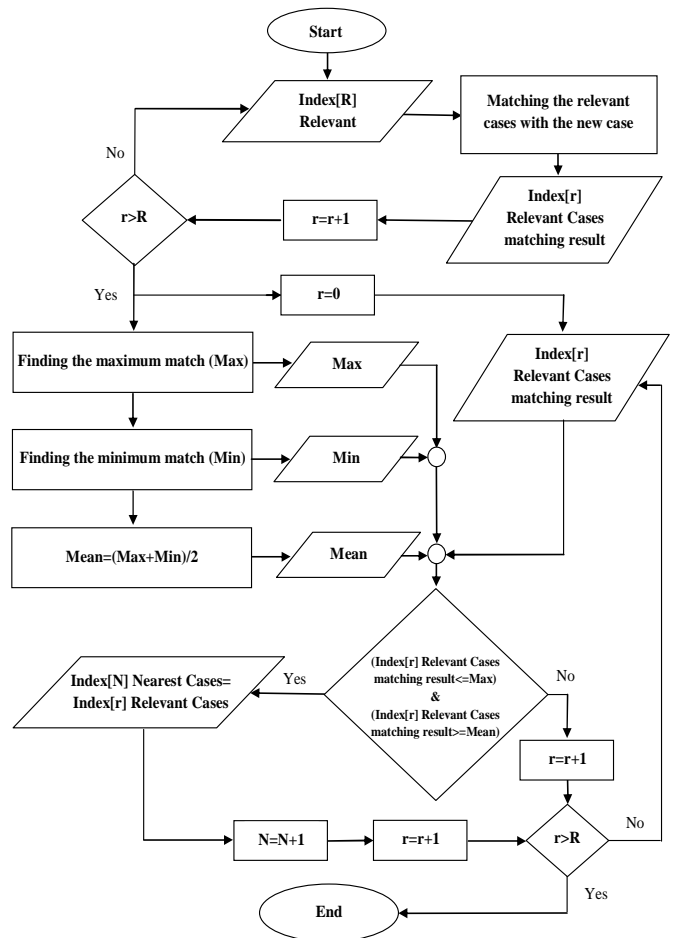 Start
Index[R]
Relevant
Matching the relevant
cases with the new case
No
Index[r]
Relevant Cases
matching result
r=r+1
r>R
Yes
r=0
Finding the maximum match (Max)
Max
Index[r]
Relevant Cases
matching result
Finding the minimum match (Min)
Min
Mean=(Max+Min)/2
Mean
(Index[r] Relevant Cases
matching result<=Max)
&
(Index[r] Relevant Cases
matching result>=Mean)
Yes
No
Index[N] Nearest Cases=
Index[r] Relevant Cases
r=r+1
N=N+1
r=r+1
r>R
No
Yes
End